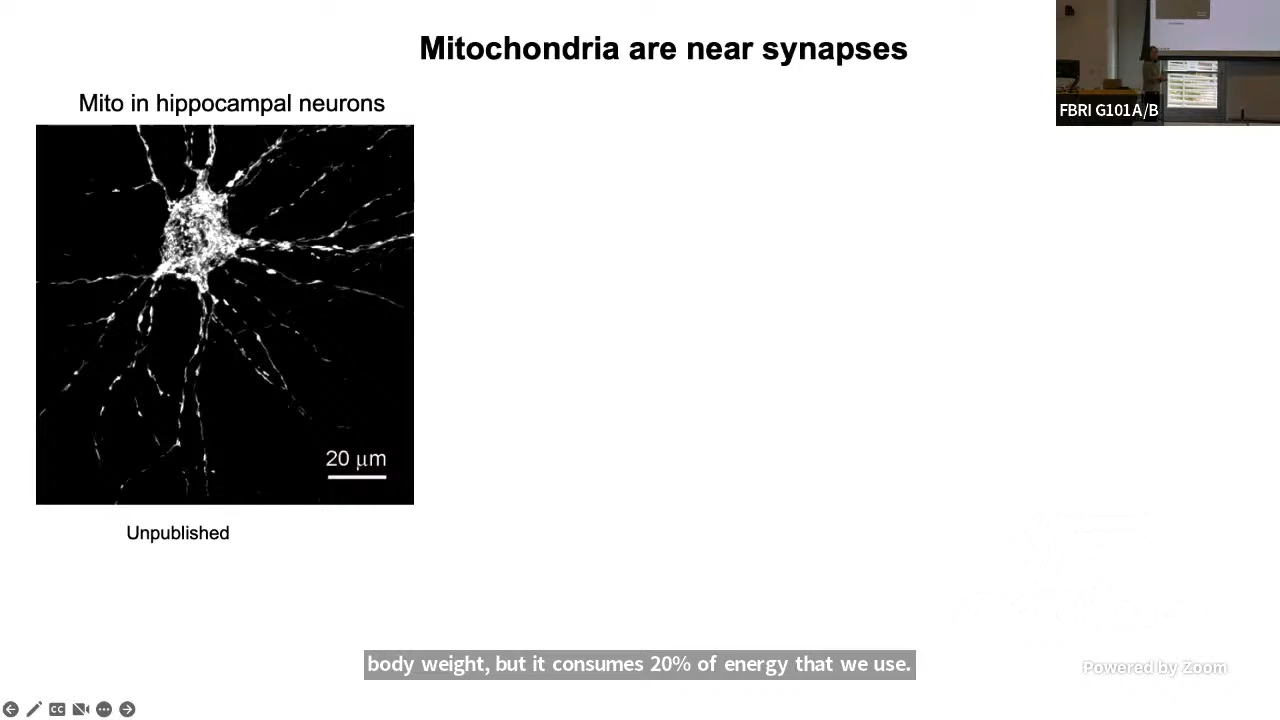 Mitochondria are near synapses
Mito in hippocampal neurons
FBRI G101A/B
20 μm
Unpublished
body weight, but it consumes 20% of energy that we use.
Powered by Zoom
CC